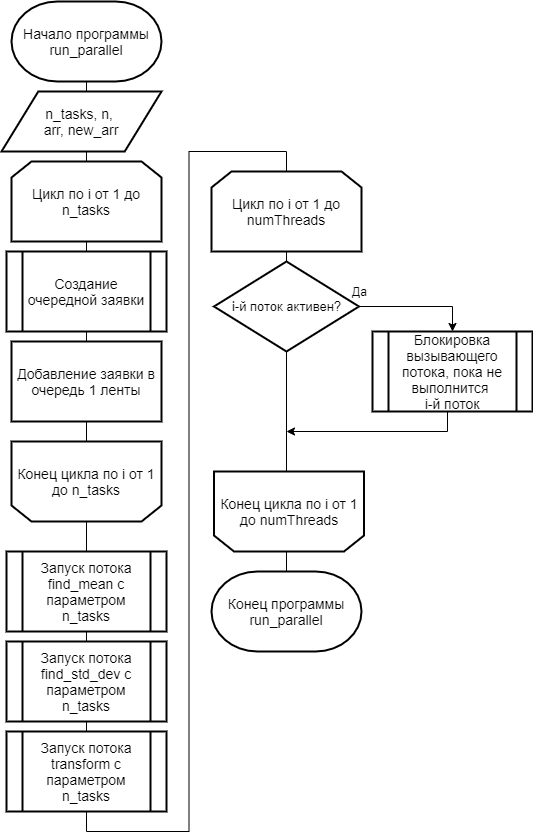 Начало программы
run_parallel
n_tasks, n,
arr, new_arr
Цикл по i от 1 до
n_tasks
Создание
очередной заявки
Добавление заявки в
очередь 1 ленты
Конец цикла по i от 1
до n_tasks
Запуск потока
find_mean с
параметром
n_tasks
Запуск потока
find_std_dev с
параметром
n_tasks
Запуск потока
transform с
параметром
n_tasks
Цикл по i от 1 до
numThreads
i-й поток активен?
Да
Блокировка
вызывающего
потока, пока не
выполнится
i-й поток
Конец цикла по i от 1
до numThreads
Конец программы
run_parallel